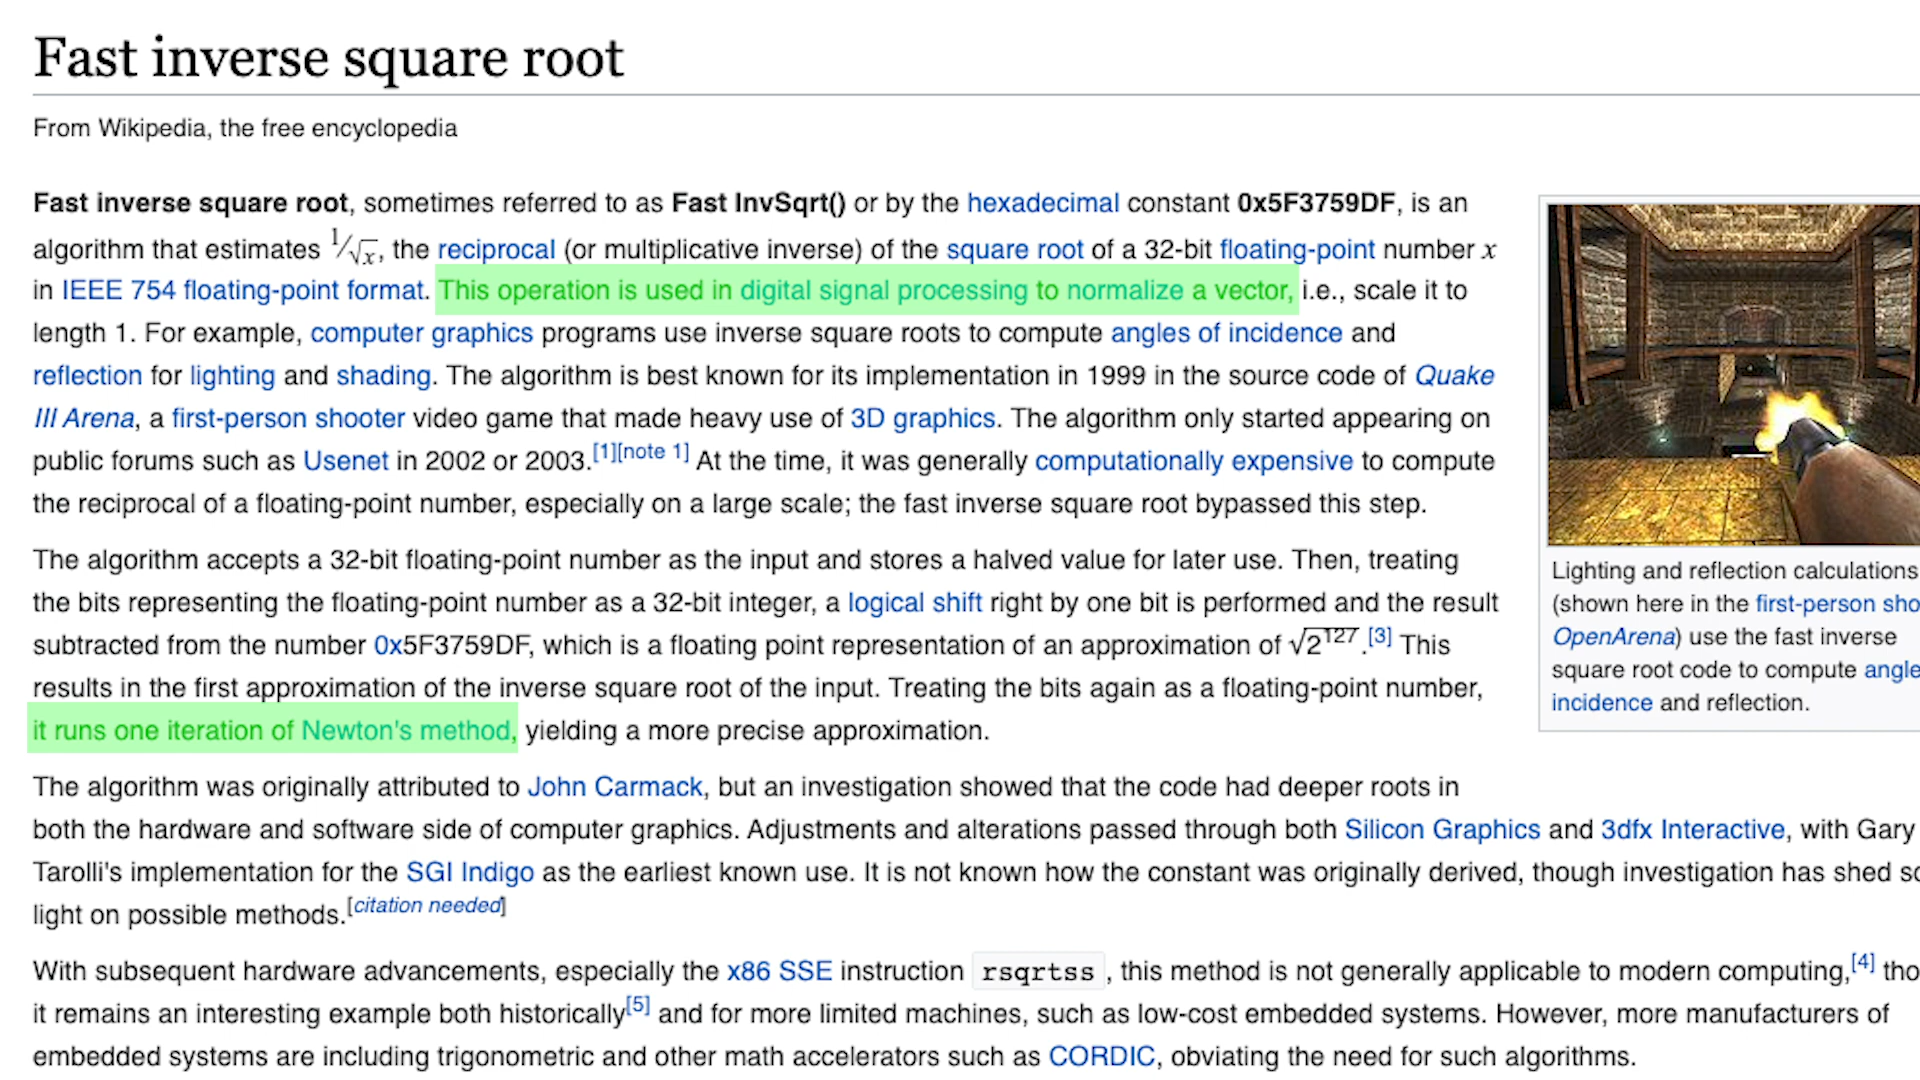 Fast inverse square root
From Wikipedia, the free encyclopedia
Fast inverse square root, sometimes referred to as Fast InvSqrt() or by the hexadecimal constant 0x5F3759DF, is an
algorithm that estimates 1⁄√x, the reciprocal (or multiplicative inverse) of the square root of a 32-bit floating-point number x
in IEEE 754 floating-point format. This operation is used in digital signal processing to normalize a vector, i.e., scale it to
length 1. For example, computer graphics programs use inverse square roots to compute angles of incidence and
reflection for lighting and shading. The algorithm is best known for its implementation in 1999 in the source code of Quake
III Arena, a first-person shooter video game that made heavy use of 3D graphics. The algorithm only started appearing on
public forums such as Usenet in 2002 or 2003.[1][note 1] At the time, it was generally computationally expensive to compute
the reciprocal of a floating-point number, especially on a large scale; the fast inverse square root bypassed this step.
The algorithm accepts a 32-bit floating-point number as the input and stores a halved value for later use. Then, treating
the bits representing the floating-point number as a 32-bit integer, a logical shift right by one bit is performed and the result
subtracted from the number 0x5F3759DF, which is a floating point representation of an approximation of √2^127.[3] This
results in the first approximation of the inverse square root of the input. Treating the bits again as a floating-point number,
it runs one iteration of Newton's method, yielding a more precise approximation.
The algorithm was originally attributed to John Carmack, but an investigation showed that the code had deeper roots in
both the hardware and software side of computer graphics. Adjustments and alterations passed through both Silicon Graphics and 3dfx Interactive, with Gary
Tarolli's implementation for the SGI Indigo as the earliest known use. It is not known how the constant was originally derived, though investigation has shed
light on possible methods.[citation needed]
With subsequent hardware advancements, especially the x86 SSE instruction rsqrtss, this method is not generally applicable to modern computing,[4]
it remains an interesting example both historically[5] and for more limited machines, such as low-cost embedded systems. However, more manufacturers of
embedded systems are including trigonometric and other math accelerators such as CORDIC, obviating the need for such algorithms.
Lighting and reflection calculations
(shown here in the first-person
OpenArena) use the fast inverse
square root code to compute
incidence and reflection.